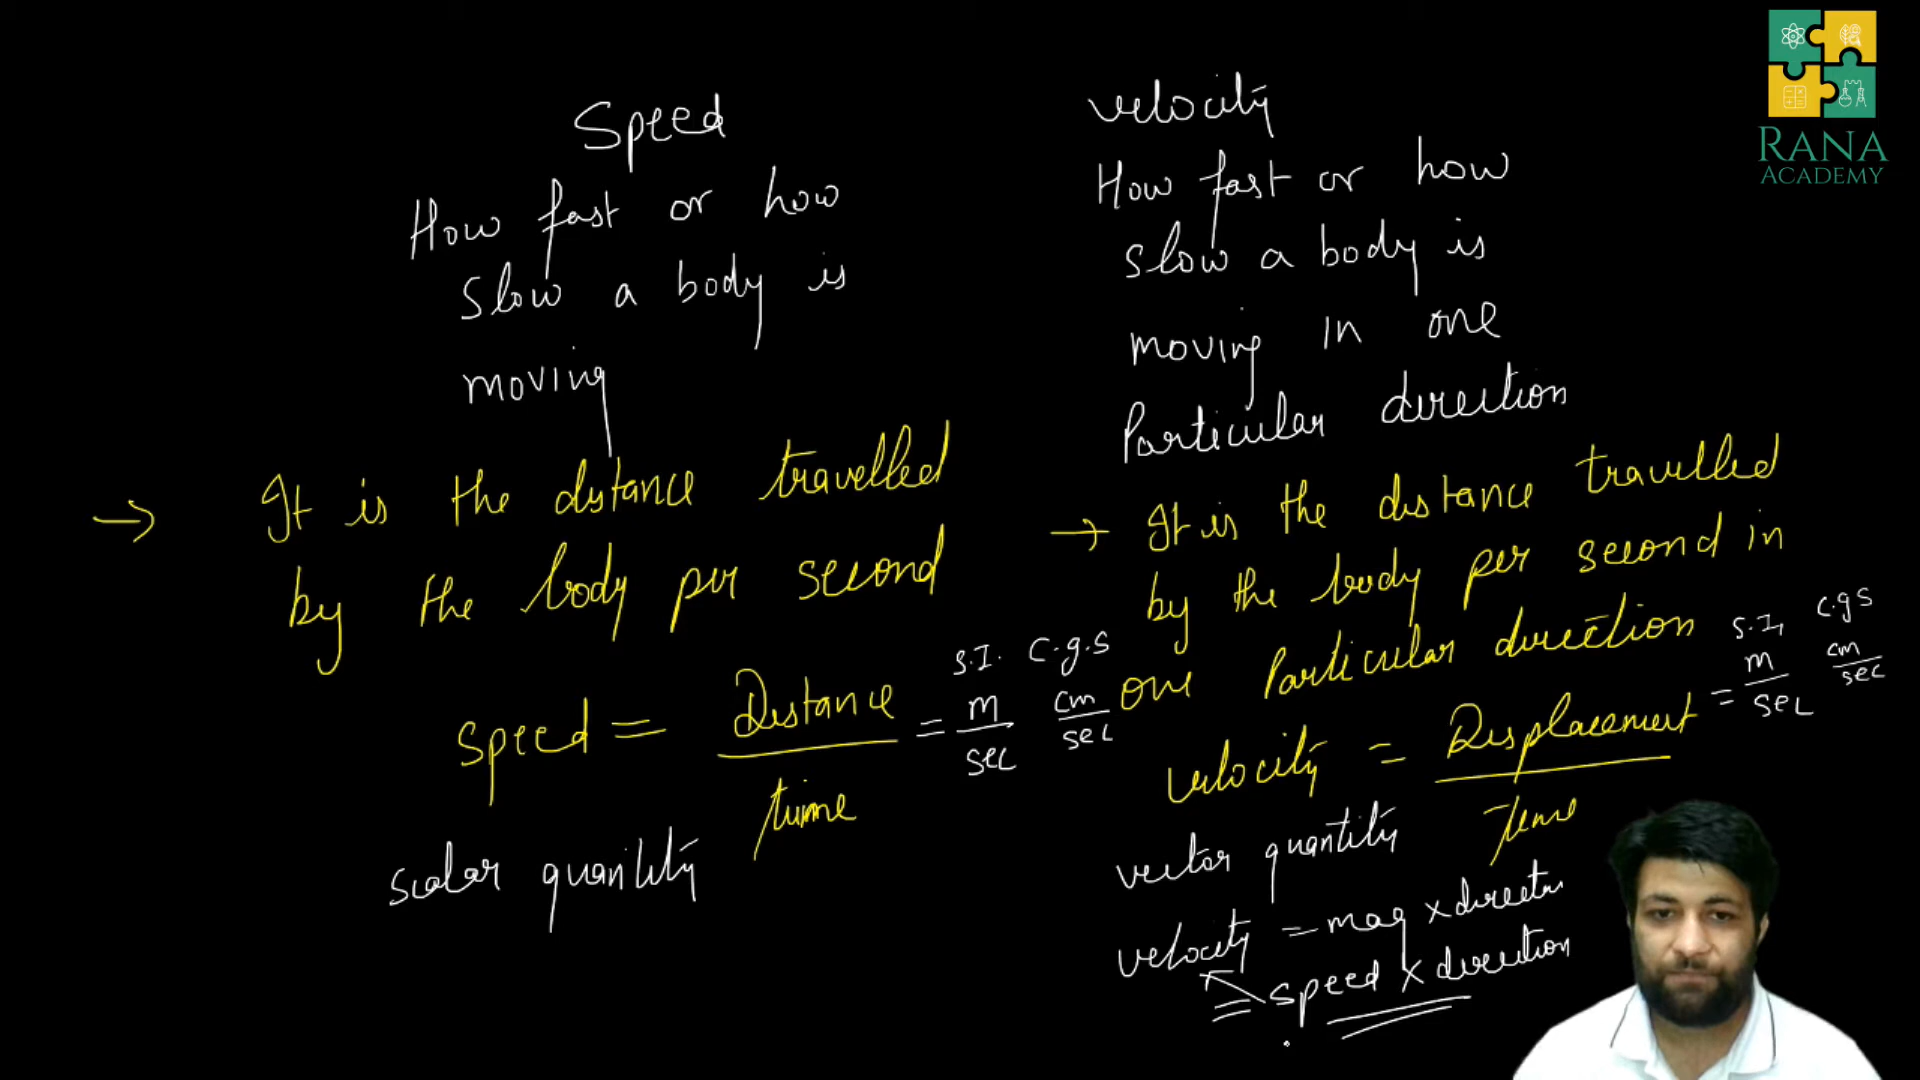 Speed
How fast or how
slow a body is
moving
→ It is the distance travelled
by the body per second
S.I. C.g.S
speed = Distance / time = m / sec cm / sec
scalar quantity
velocity
How fast or how
slow a body is
moving in one
Particular direction
→ It is the distance travelled
by the body per second in
one Particular direction
S.I. C.g.S
velocity = Displacement / Time = m / sec cm / sec
vector quantity
velocity = mag x direction
= speed x direction
RANA
ACADEMY